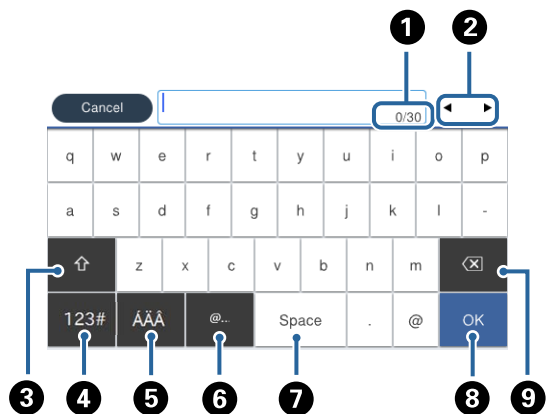 1 2
Cancel 0/30
q w e r t y u i o p
a s d f g h j k l -
z x c v b n m
123# ÁÄÂ @... Space . @ OK
3 4 5 6 7 8 9